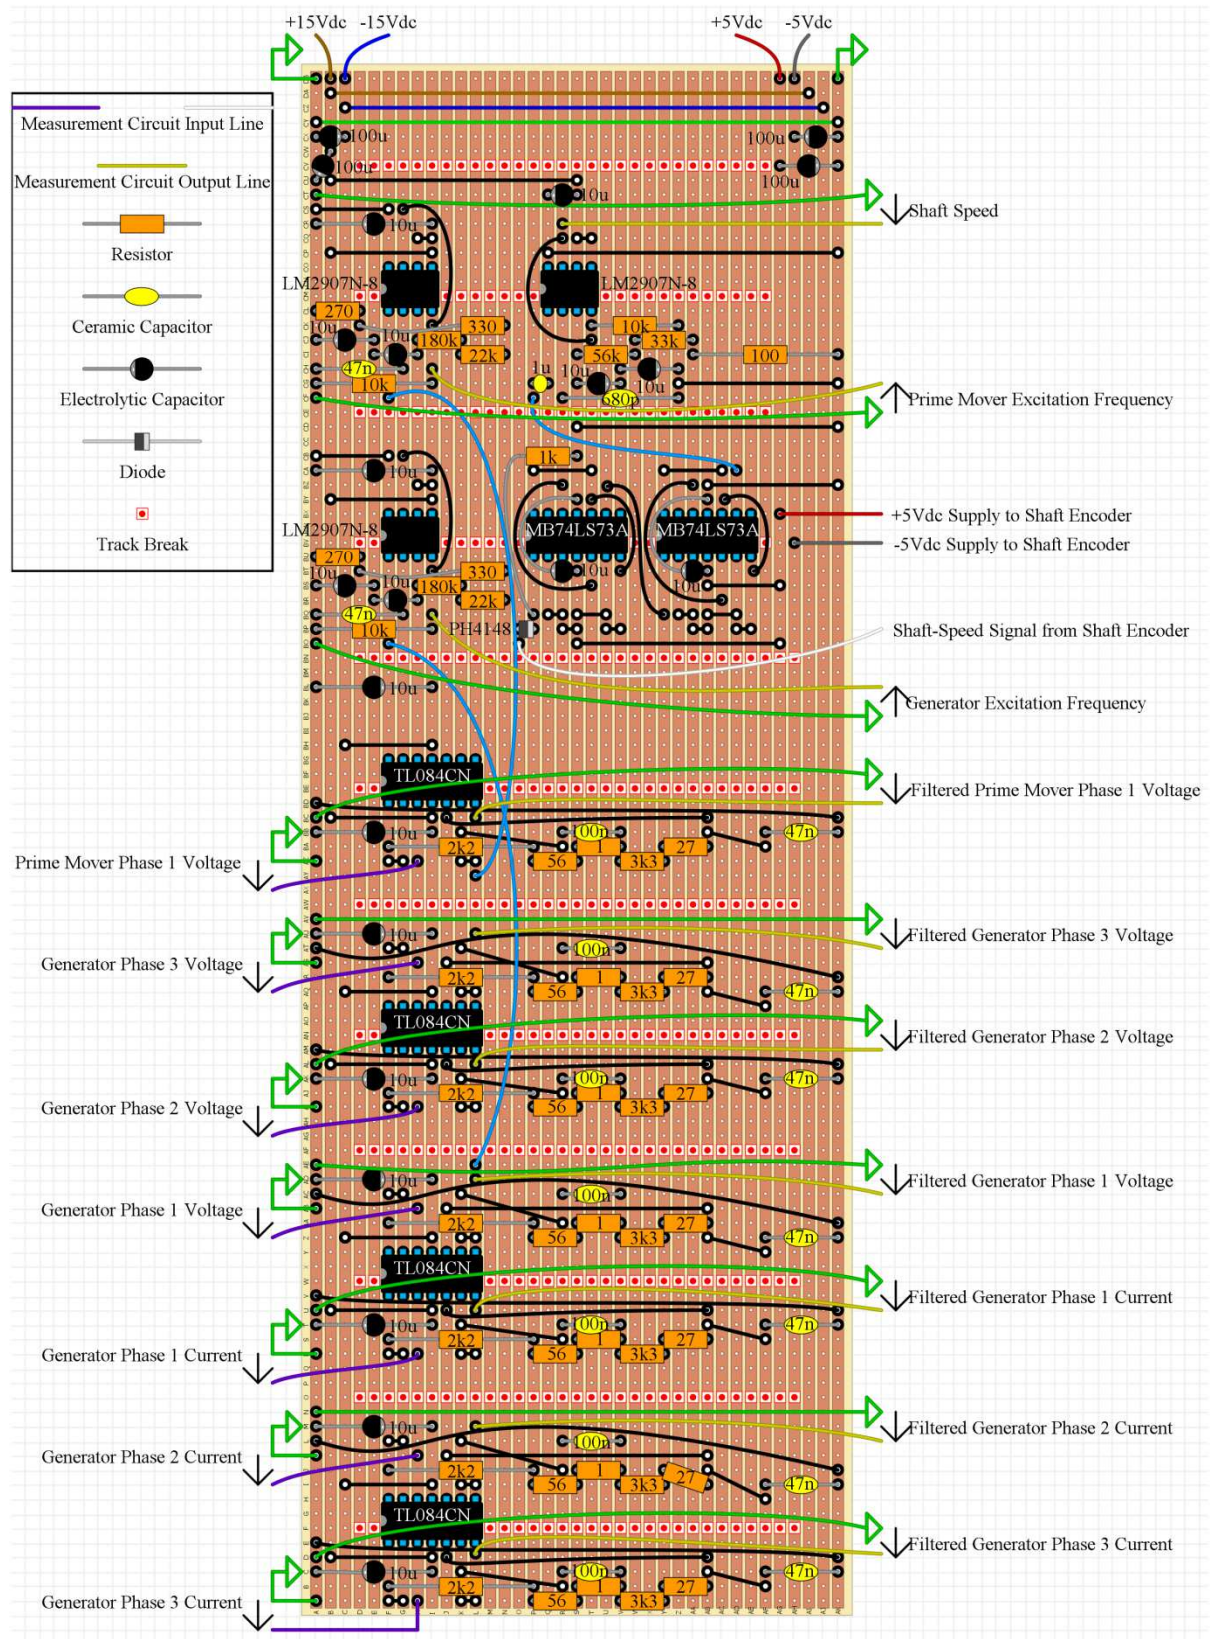 +15Vdc -15Vdc +5Vdc -5Vdc
Measurement Circuit Input Line
Measurement Circuit Output Line
Resistor
Ceramic Capacitor
Electrolytic Capacitor
Diode
Track Break
100u 100u
100u 100u
10u
Shaft Speed
10u
LM2907N-8 LM2907N-8
270
10u 10u 330 10k
180k 33k
22k 56k 100
47n 1u 10u
10k 10u
680p
Prime Mover Excitation Frequency
1k
10u
LM2907N-8 MB74LS73A MB74LS73A
+5Vdc Supply to Shaft Encoder
-5Vdc Supply to Shaft Encoder
270
10u 10u 330 10u 10u
180k
22k
47n
10k PH4148
Shaft-Speed Signal from Shaft Encoder
10u
Generator Excitation Frequency
TL084CN
Filtered Prime Mover Phase 1 Voltage
10u 100n 47n
2k2 1 27
Prime Mover Phase 1 Voltage
56 3k3
10u
Filtered Generator Phase 3 Voltage
100n
Generator Phase 3 Voltage
2k2 1 27
56 3k3 47n
TL084CN
Filtered Generator Phase 2 Voltage
10u 100n 47n
2k2 1 27
Generator Phase 2 Voltage
56 3k3
10u
Filtered Generator Phase 1 Voltage
100n
Generator Phase 1 Voltage
2k2 1 27
56 3k3 47n
TL084CN
Filtered Generator Phase 1 Current
10u 100n 47n
2k2 1 27
Generator Phase 1 Current
56 3k3
10u
Filtered Generator Phase 2 Current
100n
Generator Phase 2 Current
2k2 1 27
56 3k3 47n
TL084CN
Filtered Generator Phase 3 Current
10u 100n 47n
2k2 1 27
Generator Phase 3 Current
56 3k3